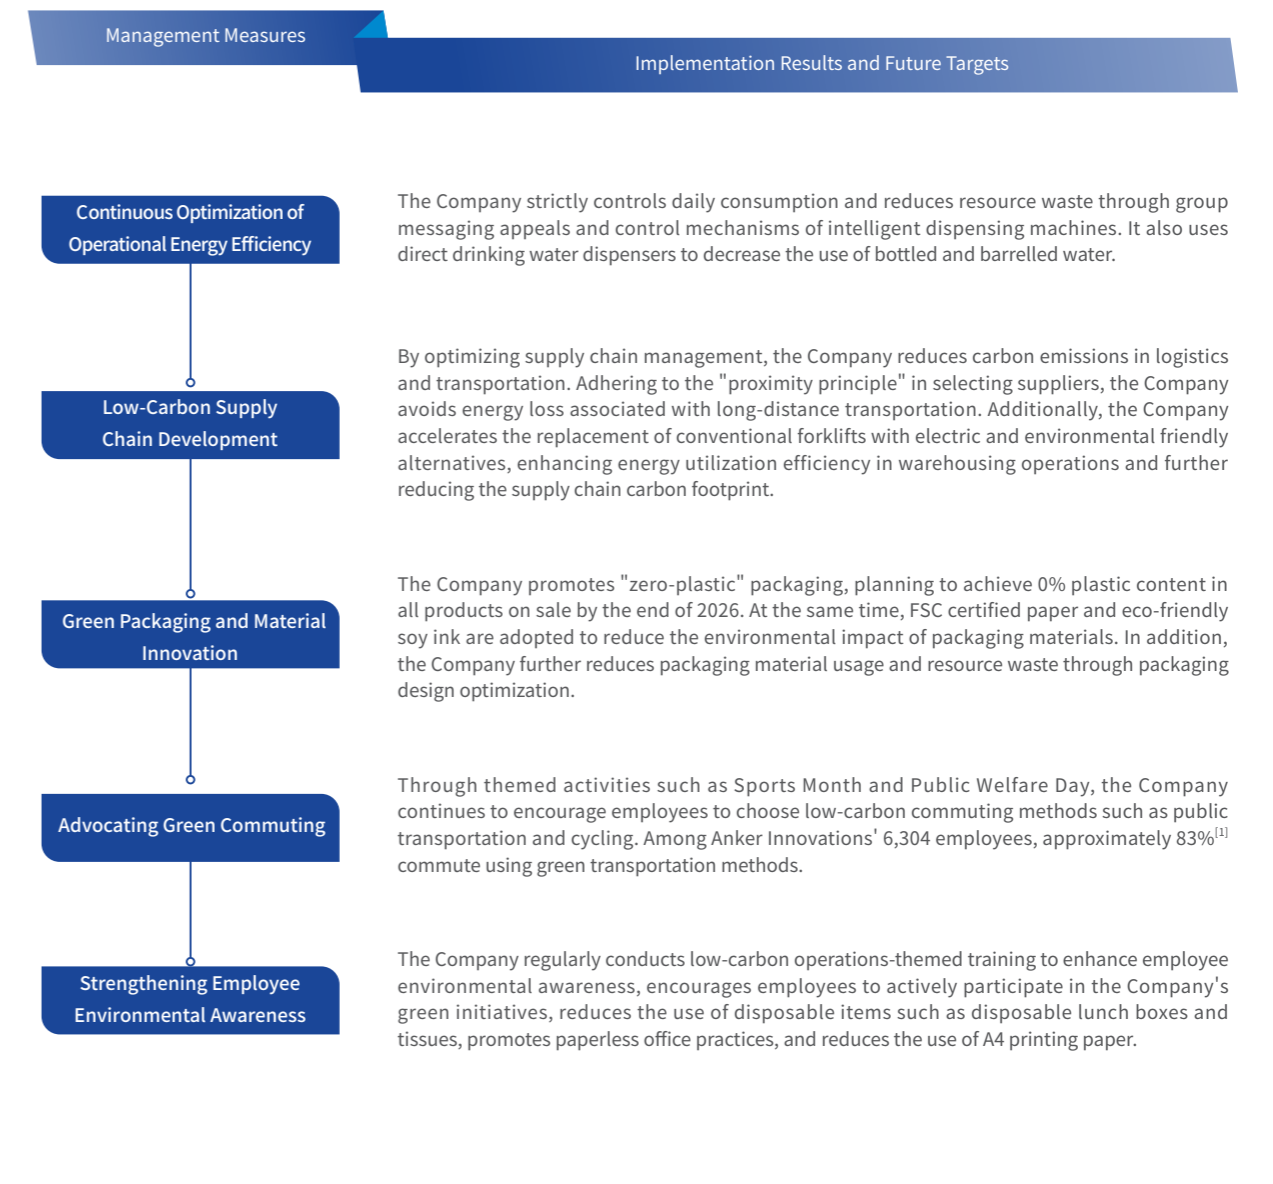 Management Measures
Implementation Results and Future Targets
Continuous Optimization of
Operational Energy Efficiency
The Company strictly controls daily consumption and reduces resource waste through group
messaging appeals and control mechanisms of intelligent dispensing machines. It also uses
direct drinking water dispensers to decrease the use of bottled and barrelled water.
Low-Carbon Supply
Chain Development
By optimizing supply chain management, the Company reduces carbon emissions in logistics
and transportation. Adhering to the "proximity principle" in selecting suppliers, the Company
avoids energy loss associated with long-distance transportation. Additionally, the Company
accelerates the replacement of conventional forklifts with electric and environmental friendly
alternatives, enhancing energy utilization efficiency in warehousing operations and further
reducing the supply chain carbon footprint.
Green Packaging and Material
Innovation
The Company promotes "zero-plastic" packaging, planning to achieve 0% plastic content in
all products on sale by the end of 2026. At the same time, FSC certified paper and eco-friendly
soy ink are adopted to reduce the environmental impact of packaging materials. In addition,
the Company further reduces packaging material usage and resource waste through packaging
design optimization.
Advocating Green Commuting
Through themed activities such as Sports Month and Public Welfare Day, the Company
continues to encourage employees to choose low-carbon commuting methods such as public
transportation and cycling. Among Anker Innovations' 6,304 employees, approximately 83%[1]
commute using green transportation methods.
Strengthening Employee
Environmental Awareness
The Company regularly conducts low-carbon operations-themed training to enhance employee
environmental awareness, encourages employees to actively participate in the Company's
green initiatives, reduces the use of disposable items such as disposable lunch boxes and
tissues, promotes paperless office practices, and reduces the use of A4 printing paper.